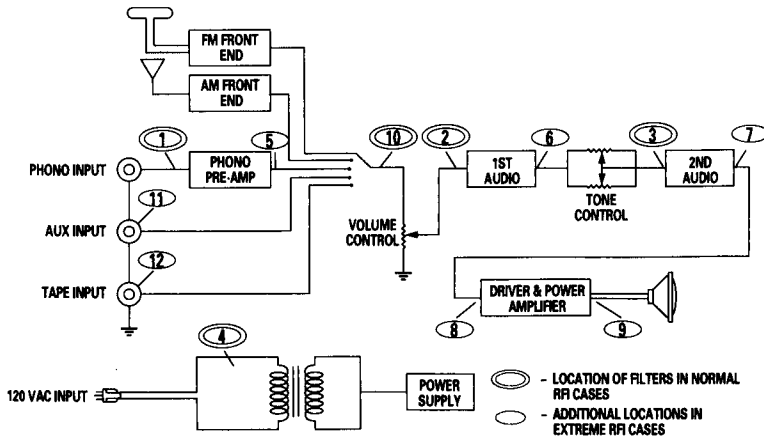 FM FRONT
END
AM FRONT
END
1
5
10
2
6
3
7
PHONO INPUT
PHONO
PRE-AMP
1ST
AUDIO
2ND
AUDIO
TONE
CONTROL
11
AUX INPUT
VOLUME
CONTROL
12
TAPE INPUT
DRIVER & POWER
AMPLIFIER
8
9
4
120 VAC INPUT
POWER
SUPPLY
- LOCATION OF FILTERS IN NORMAL
RFI CASES
- ADDITIONAL LOCATIONS IN
EXTREME RFI CASES